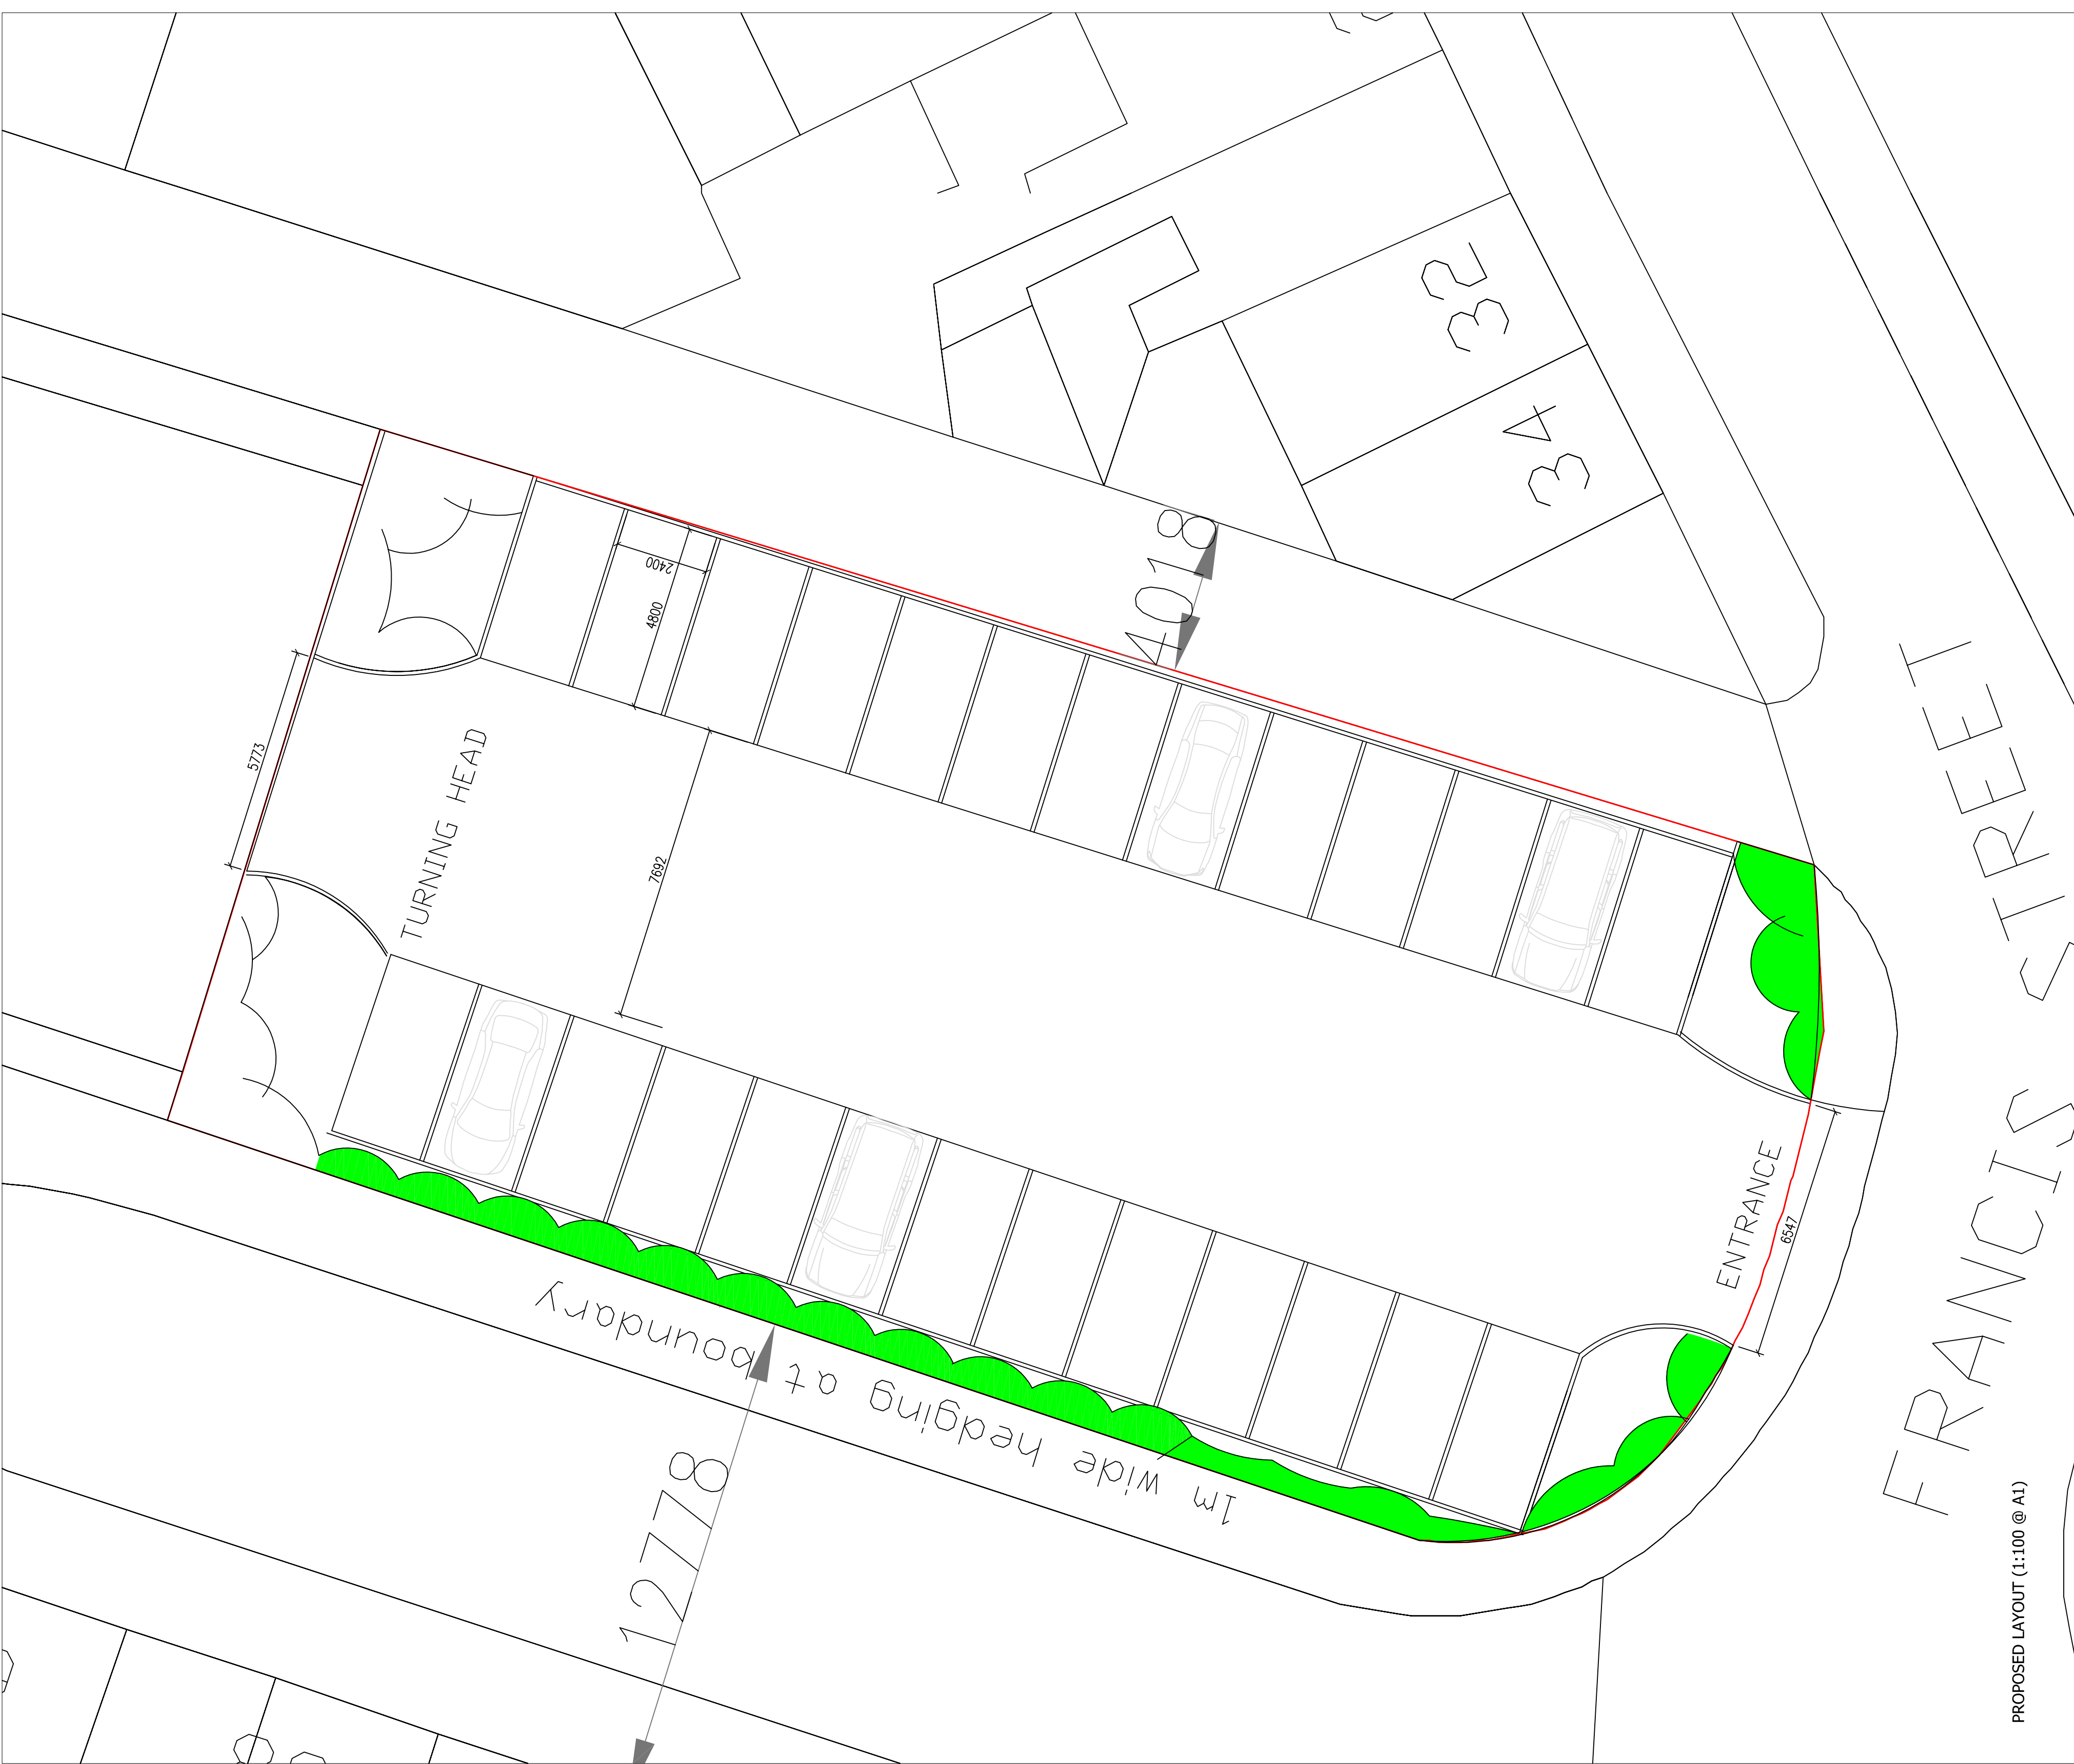 32
34
4018
2400
4800
5773
TURNING HEAD
7692
ENTRANCE
6547
FRANCIS STREET
1m wide hedging at boundary
12778
PROPOSED LAYOUT (1:100 @ A1)